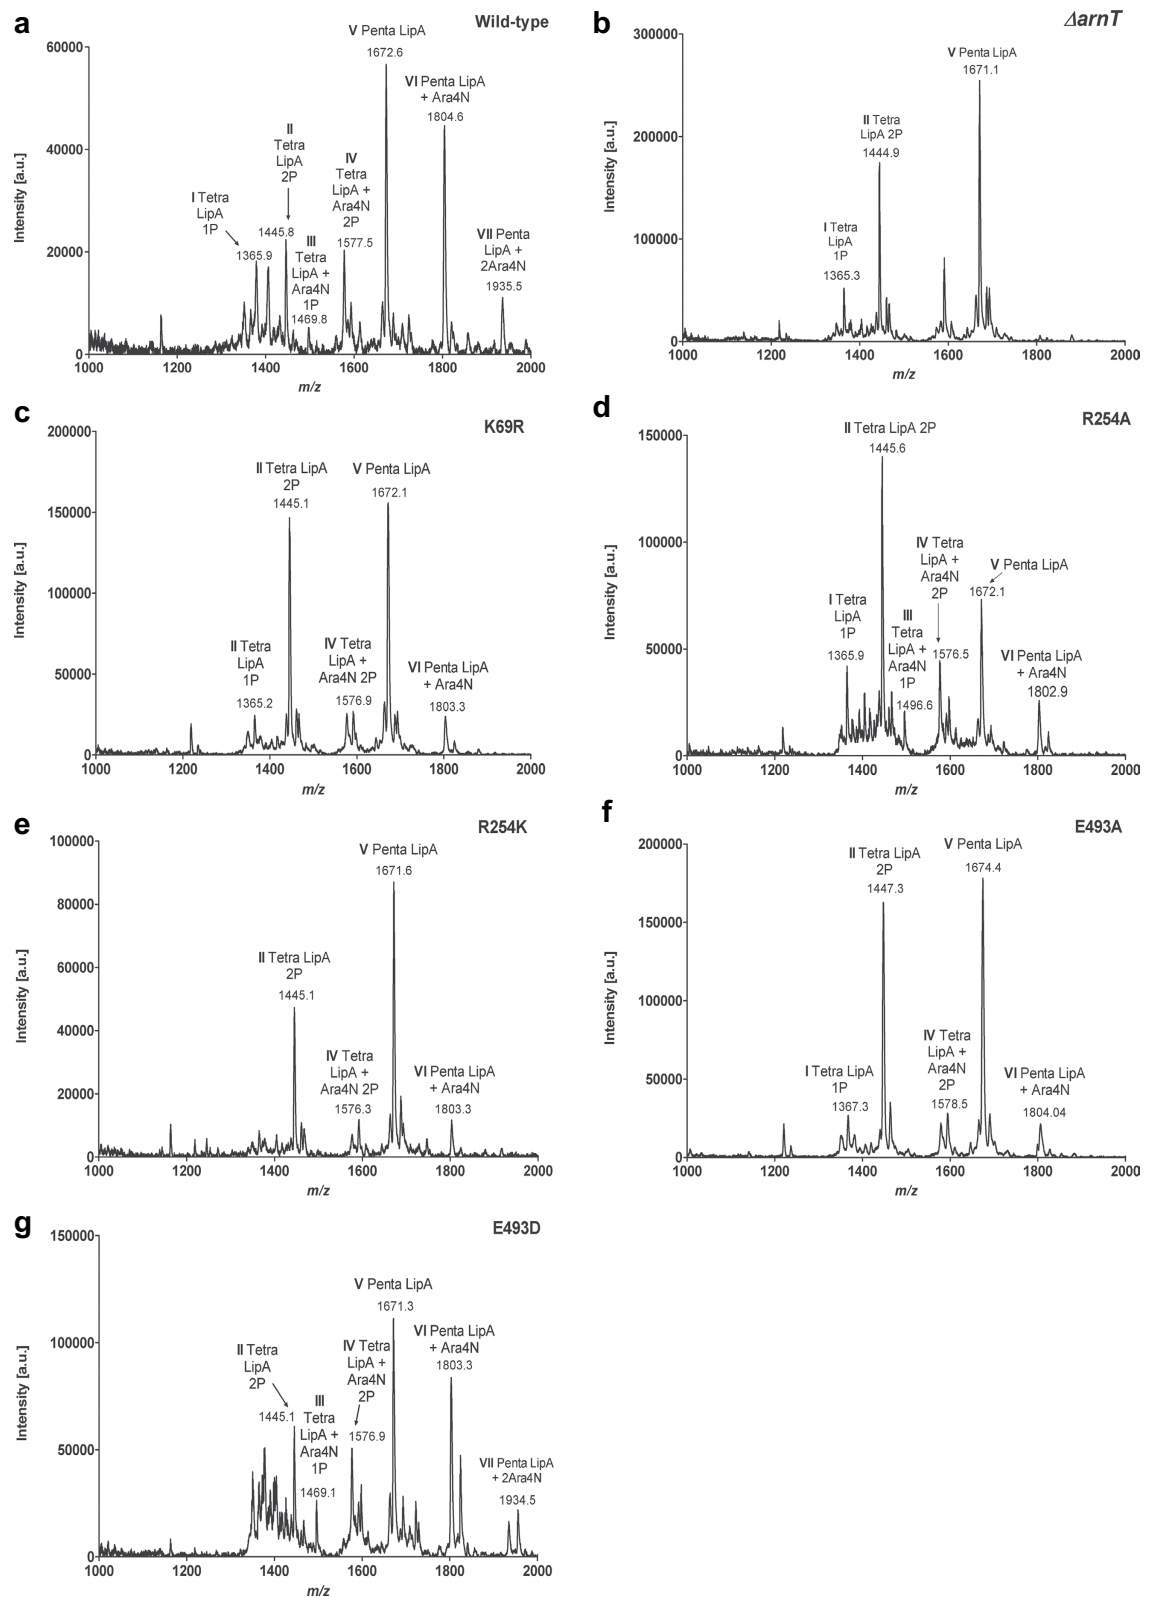 a
Wild-type
V Penta LipA
1672.6
VI Penta LipA
+ Ara4N
1804.6
II
Tetra
LipA
2P
1445.8
IV
Tetra
LipA +
Ara4N
2P
1577.5
I Tetra
LipA
1P
1365.9
III
Tetra
LipA +
Ara4N
1P
1469.8
VII Penta
LipA +
2Ara4N
1935.5
Intensity [a.u.]
60000
40000
20000
0
1000 1200 1400 1600 1800 2000
m/z
b
ΔarnT
V Penta LipA
1671.1
II Tetra
LipA 2P
1444.9
I Tetra
LipA
1P
1365.3
Intensity [a.u.]
300000
200000
100000
0
1000 1200 1400 1600 1800 2000
m/z
c
K69R
II Tetra LipA
2P
1445.1
V Penta LipA
1672.1
II Tetra
LipA
1P
1365.2
IV Tetra
LipA +
Ara4N 2P
1576.9
VI Penta LipA
+ Ara4N
1803.3
Intensity [a.u.]
200000
150000
100000
50000
0
1000 1200 1400 1600 1800 2000
m/z
d
R254A
II Tetra LipA 2P
1445.6
IV Tetra
LipA +
Ara4N
2P
1576.5
V Penta LipA
1672.1
I Tetra
LipA
1P
1365.9
III
Tetra
LipA +
Ara4N
1P
1496.6
VI Penta LipA
+ Ara4N
1802.9
Intensity [a.u.]
150000
100000
50000
0
1000 1200 1400 1600 1800 2000
m/z
e
R254K
V Penta LipA
1671.6
II Tetra LipA
2P
1445.1
IV Tetra
LipA +
Ara4N 2P
1576.3
VI Penta LipA
+ Ara4N
1803.3
Intensity [a.u.]
100000
80000
60000
40000
20000
0
1000 1200 1400 1600 1800 2000
m/z
f
E493A
V Penta LipA
1674.4
II Tetra LipA
2P
1447.3
I Tetra LipA
1P
1367.3
IV Tetra
LipA +
Ara4N
2P
1578.5
VI Penta LipA
+ Ara4N
1804.04
Intensity [a.u.]
200000
150000
100000
50000
0
1000 1200 1400 1600 1800 2000
m/z
g
E493D
V Penta LipA
1671.3
VI Penta LipA
+ Ara4N
1803.3
II Tetra
LipA
2P
1445.1
IV Tetra
LipA +
Ara4N
2P
1576.9
III
Tetra
LipA +
Ara4N
1P
1469.1
VII Penta LipA
+ 2Ara4N
1934.5
Intensity [a.u.]
150000
100000
50000
0
1000 1200 1400 1600 1800 2000
m/z